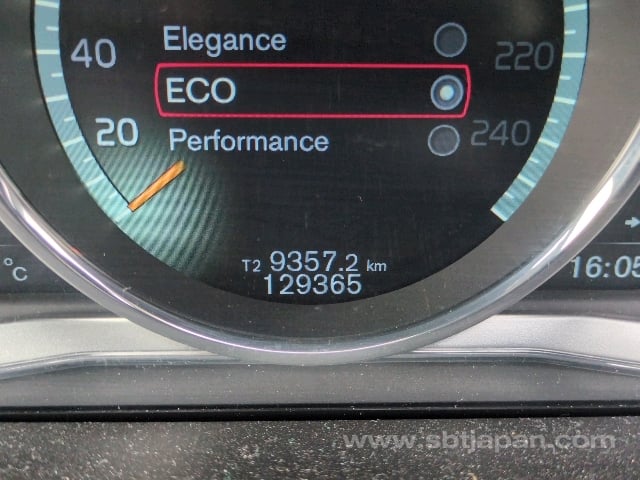 Elegance
40
220
ECO
20
Performance
240
T2 9357.2 km
°C
129365
16:05
www.sbtjapan.com